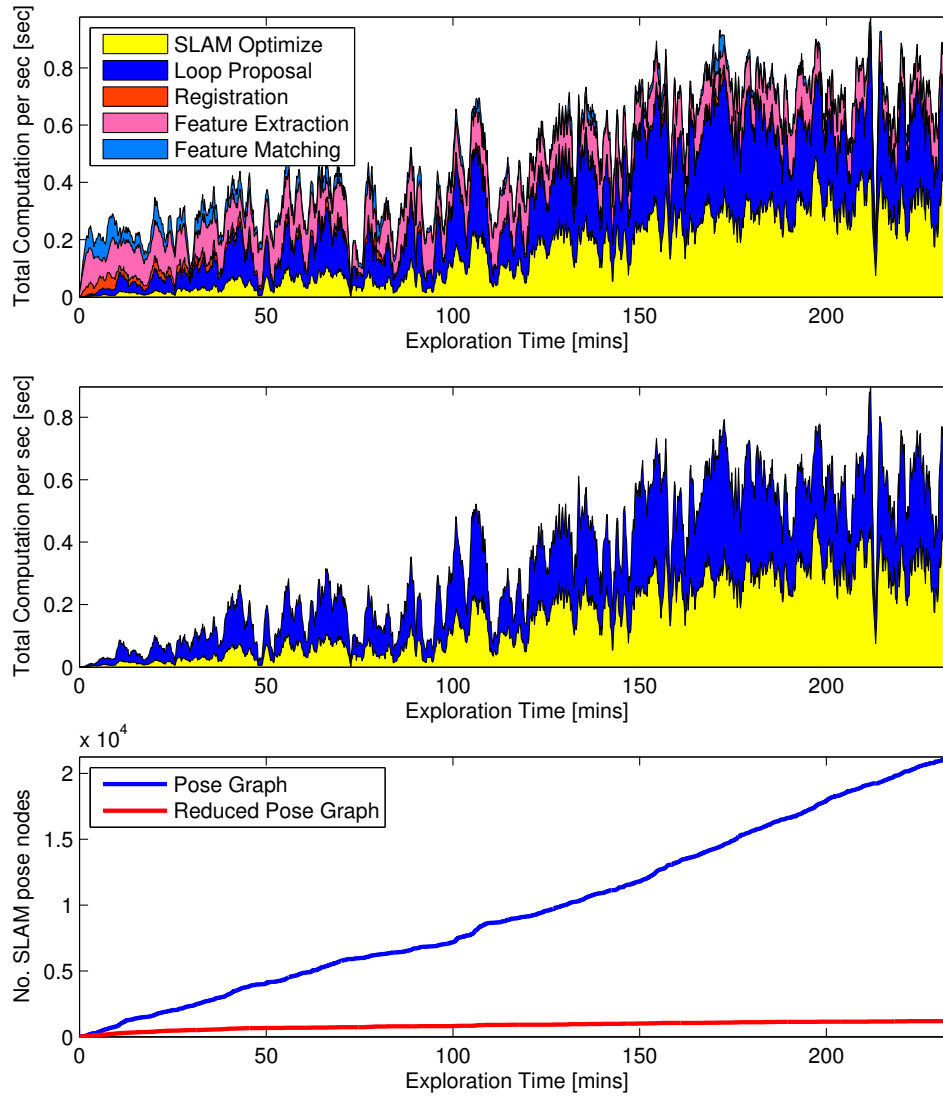 Total Computation per sec [sec]
0.8
0.6
0.4
0.2
0
SLAM Optimize
Loop Proposal
Registration
Feature Extraction
Feature Matching
0 50 100 150 200
Exploration Time [mins]
Total Computation per sec [sec]
0.8
0.6
0.4
0.2
0
0 50 100 150 200
Exploration Time [mins]
x 10^4
No. SLAM pose nodes
2
1.5
1
0.5
0
Pose Graph
Reduced Pose Graph
0 50 100 150 200
Exploration Time [mins]